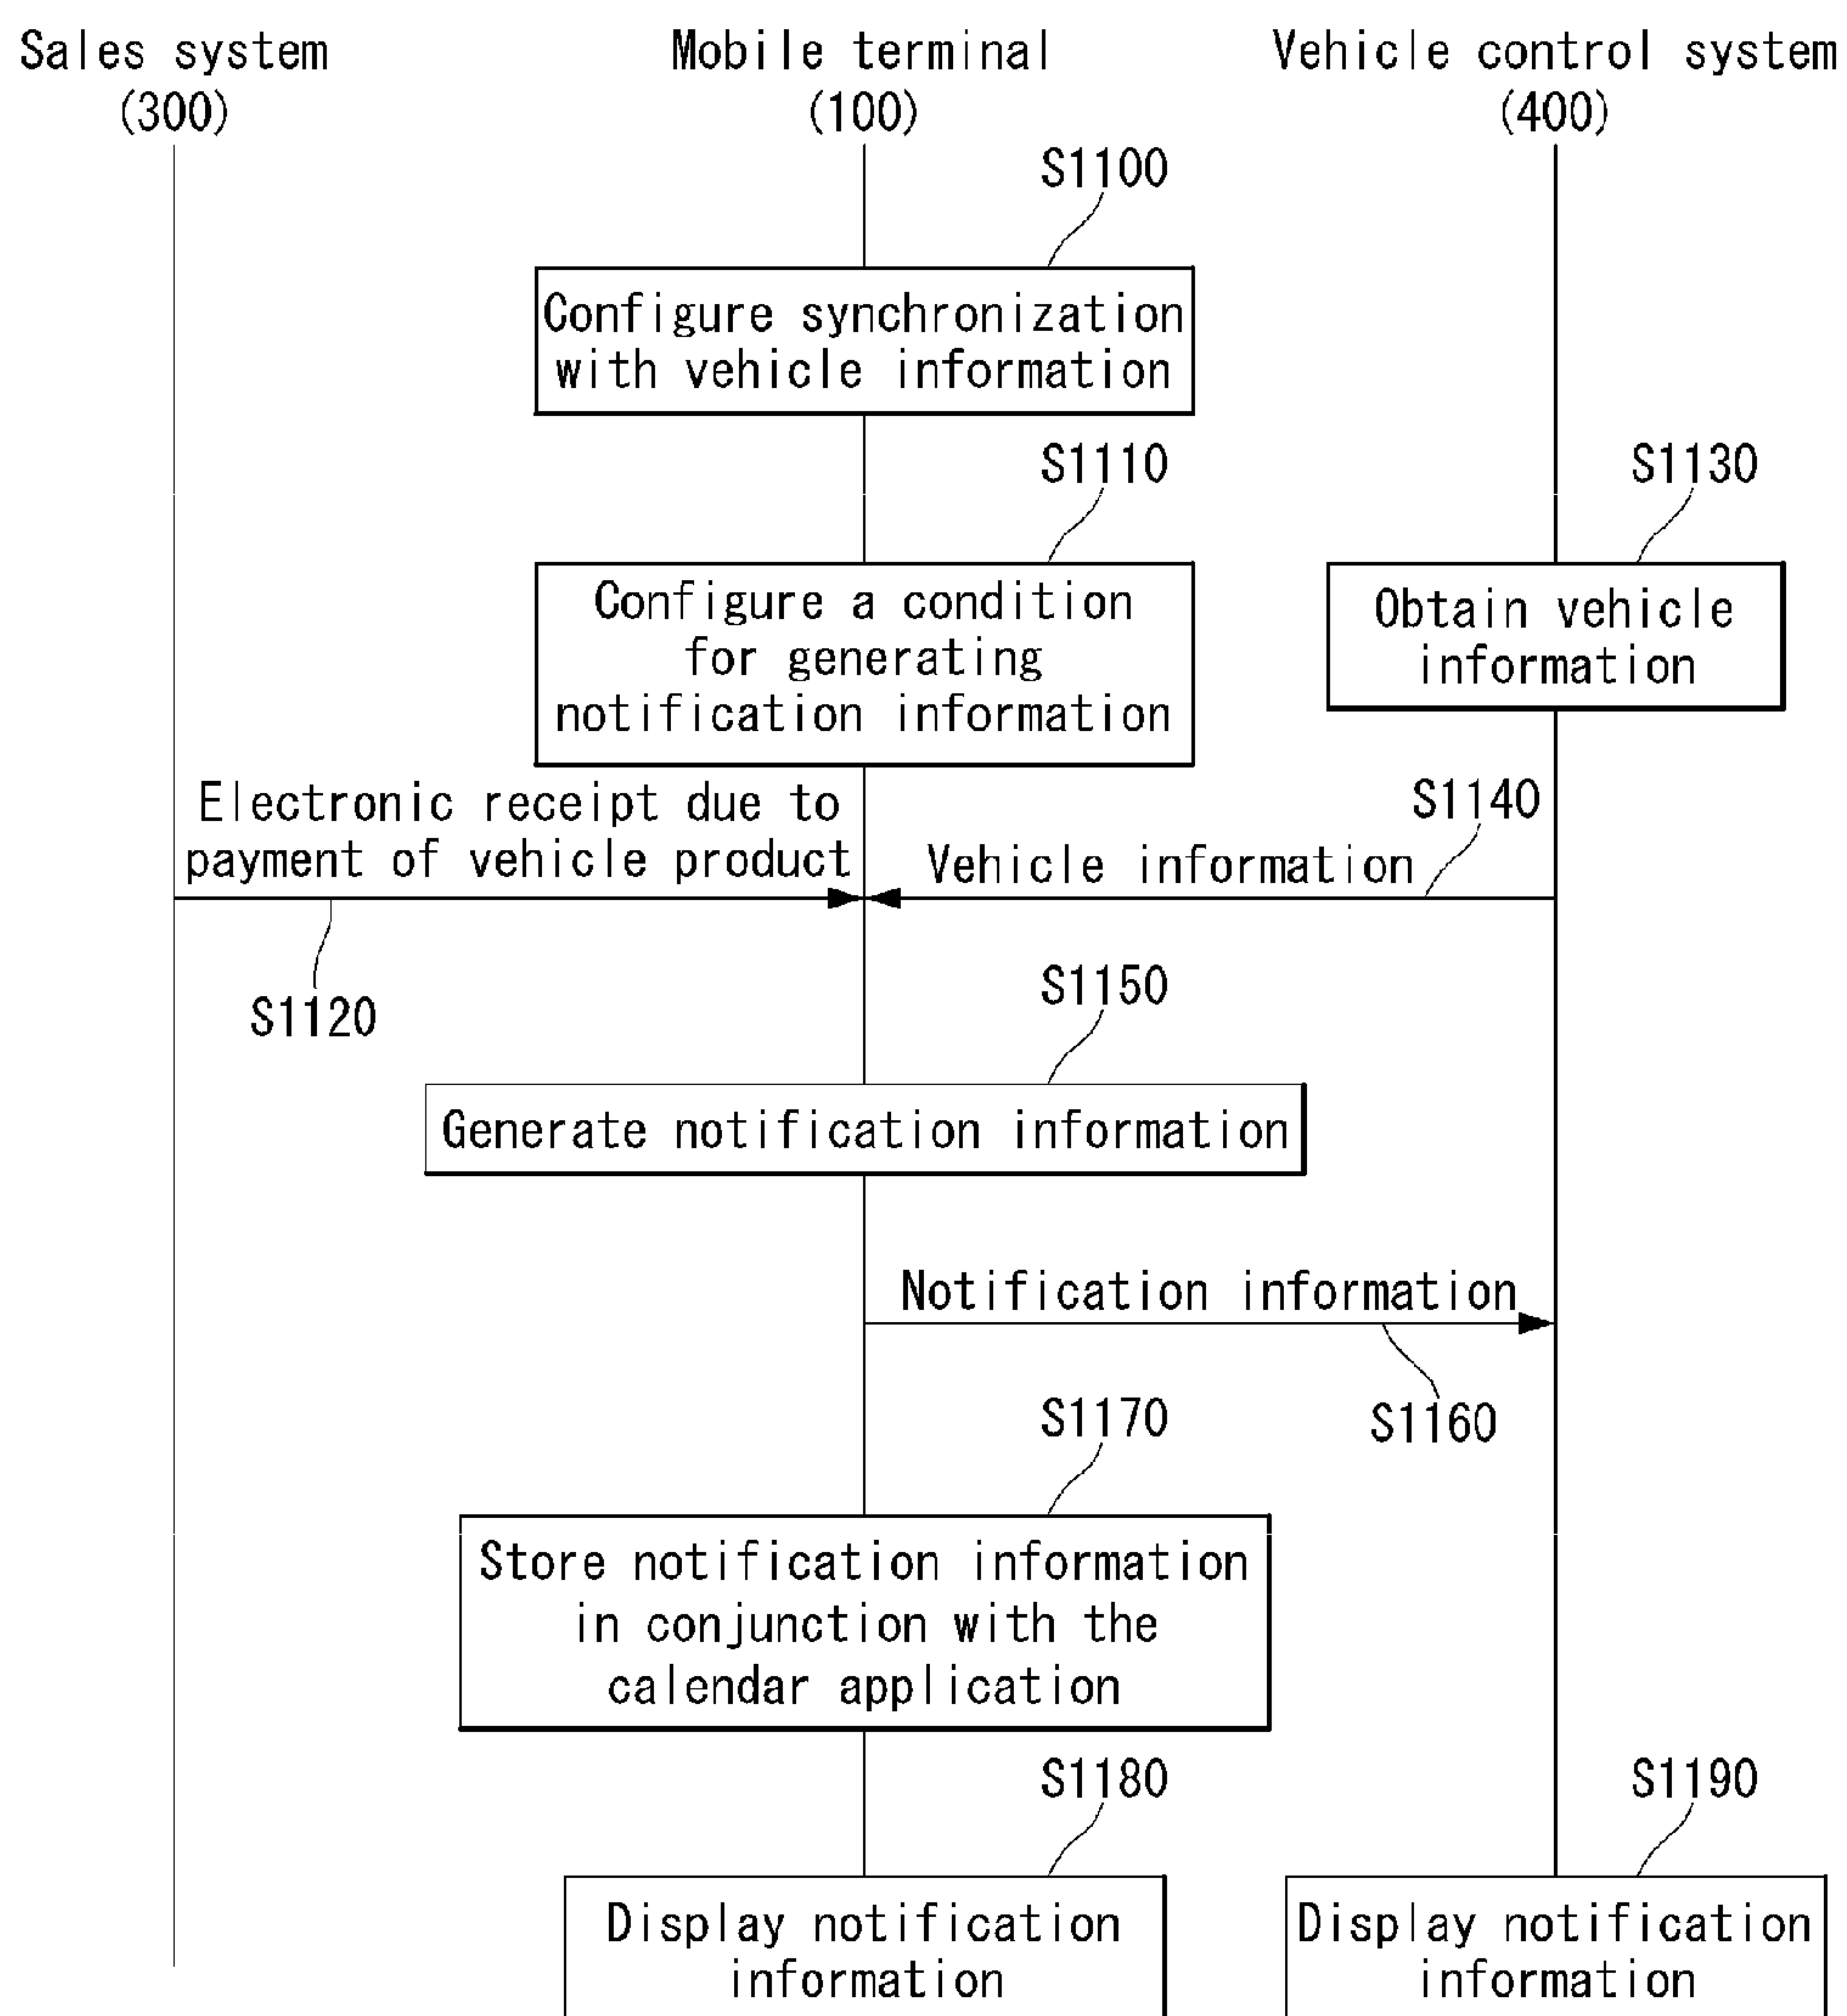 Sales system
(300)
Mobile terminal
(100)
Vehicle control system
(400)
S1100
Configure synchronization
with vehicle information
S1110
Configure a condition
for generating
notification information
S1130
Obtain vehicle
information
Electronic receipt due to
payment of vehicle product
S1120
S1140
Vehicle information
S1150
Generate notification information
Notification information
S1160
S1170
Store notification information
in conjunction with the
calendar application
S1180
Display notification
information
S1190
Display notification
information